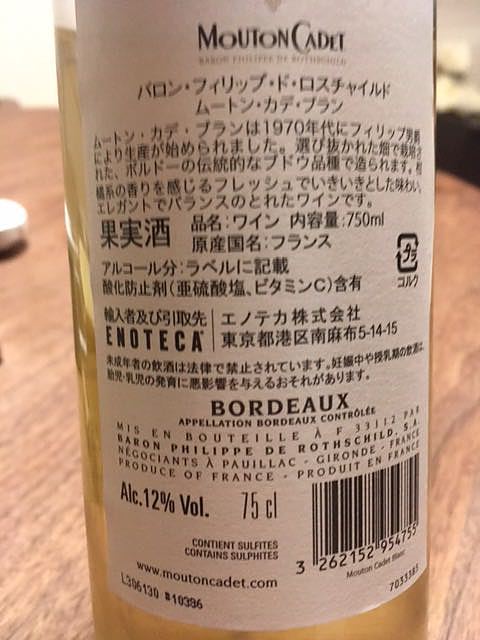 MOUTON CADET
BARON PHILIPPE DE ROTHSCHILD
バロン・フィリップ・ド・ロスチャイルド
ムートン・カデ・ブラン
ムートン・カデ・ブランは1970年代にフィリップ男爵
により生産が始められました。選び抜かれた畑で栽培さ
れた、ボルドーの伝統的なブドウ品種で造られます。柑
橘系の香りを感じるフレッシュでいきいきとした味わい、
エレガントでバランスのとれたワインです。
果実酒 品名:ワイン 内容量:750ml
原産国名:フランス
アルコール分:ラベルに記載
酸化防止剤(亜硫酸塩、ビタミンC)含有
プラ
コルク
輸入者及び引取先 エノテカ株式会社
ENOTECA 東京都港区南麻布5-14-15
未成年者の飲酒は法律で禁止されています。妊娠中や授乳期の飲酒は、
胎児・乳児の発育に悪影響を与えるおそれがあります。
BORDEAUX
APPELLATION BORDEAUX CONTRÔLÉE
MIS EN BOUTEILLE À F 33112 PAR
BARON PHILIPPE DE ROTHSCHILD, S.A.
NÉGOCIANTS À PAUILLAC - GIRONDE - FRANCE
PRODUCE OF FRANCE - PRODUIT EN FRANCE
Alc.12% Vol. 75 cl
CONTIENT SULFITES
CONTAINS SULPHITES
3 262152 954755
Mouton Cadet Blanc
www.moutoncadet.com
7033383
L306130 #10396